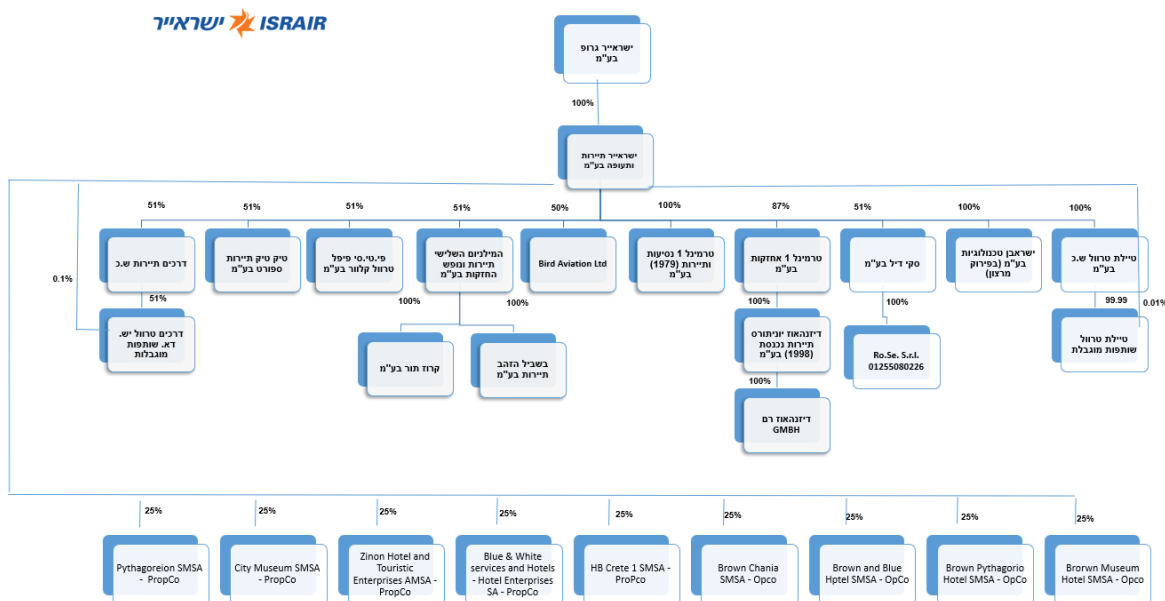 ישראייר ISRAIR
ישראייר גרופ
בע"מ
100%
ישראייר תיירות
ותעופה בע"מ
51%
51%
51%
51%
50%
100%
87%
51%
100%
100%
דרכים תיירות ש.כ
בע"מ
טיק טיק תיירות
ספורט בע"מ
פי.טי.סי פיפל
טרוול קלוור בע"מ
המילניום השלישי
תיירות ונופש
החזקות בע"מ
Bird Aviation Ltd
טרמינל 1 נסיעות
ותיירות (1979)
בע"מ
טרמינל 1 אחזקות
בע"מ
סקי דיל בע"מ
ישראבן טכנולוגיות
בע"מ (בפירוק
מרצון)
טיילת טרוול ש.כ
בע"מ
0.1%
51%
100%
100%
100%
100%
99.99
0.01%
דרכים טרוול יש.
דא. שותפות
מוגבלות
קרוז תור בע"מ
בשביל הזהב
תיירות בע"מ
דיזנהאוז יוניתורס
תיירות נכנסת
(1998) בע"מ
Ro.Se. S.r.l.
01255080226
טיילת טרוול
שותפות מוגבלת
100%
דיזנהאוז רם
GMBH
25%
25%
25%
25%
25%
25%
25%
25%
25%
Pythagoreion SMSA
- PropCo
City Museum SMSA
- PropCo
Zinon Hotel and
Touristic
Enterprises AMSA -
PropCo
Blue & White
services and Hotels
- Hotel Enterprises
SA - PropCo
HB Crete 1 SMSA -
ProPco
Brown Chania
SMSA - Opco
Brown and Blue
Hptel SMSA - OpCo
Brown Pythagorio
Hotel SMSA - OpCo
Brown Museum
Hotel SMSA - Opco